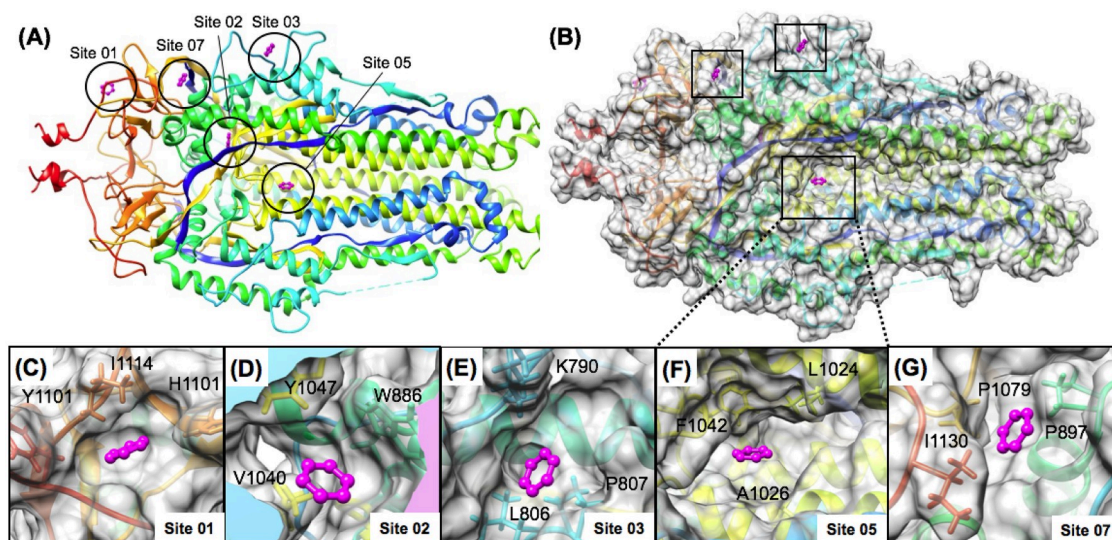 (A)
Site 01
Site 07
Site 02
Site 03
Site 05
(B)
(C)
I1114
Y1101
H1101
Site 01
(D)
Y1047
W886
V1040
Site 02
(E)
K790
P807
L806
Site 03
(F)
L1024
F1042
A1026
Site 05
(G)
P1079
I1130
P897
Site 07